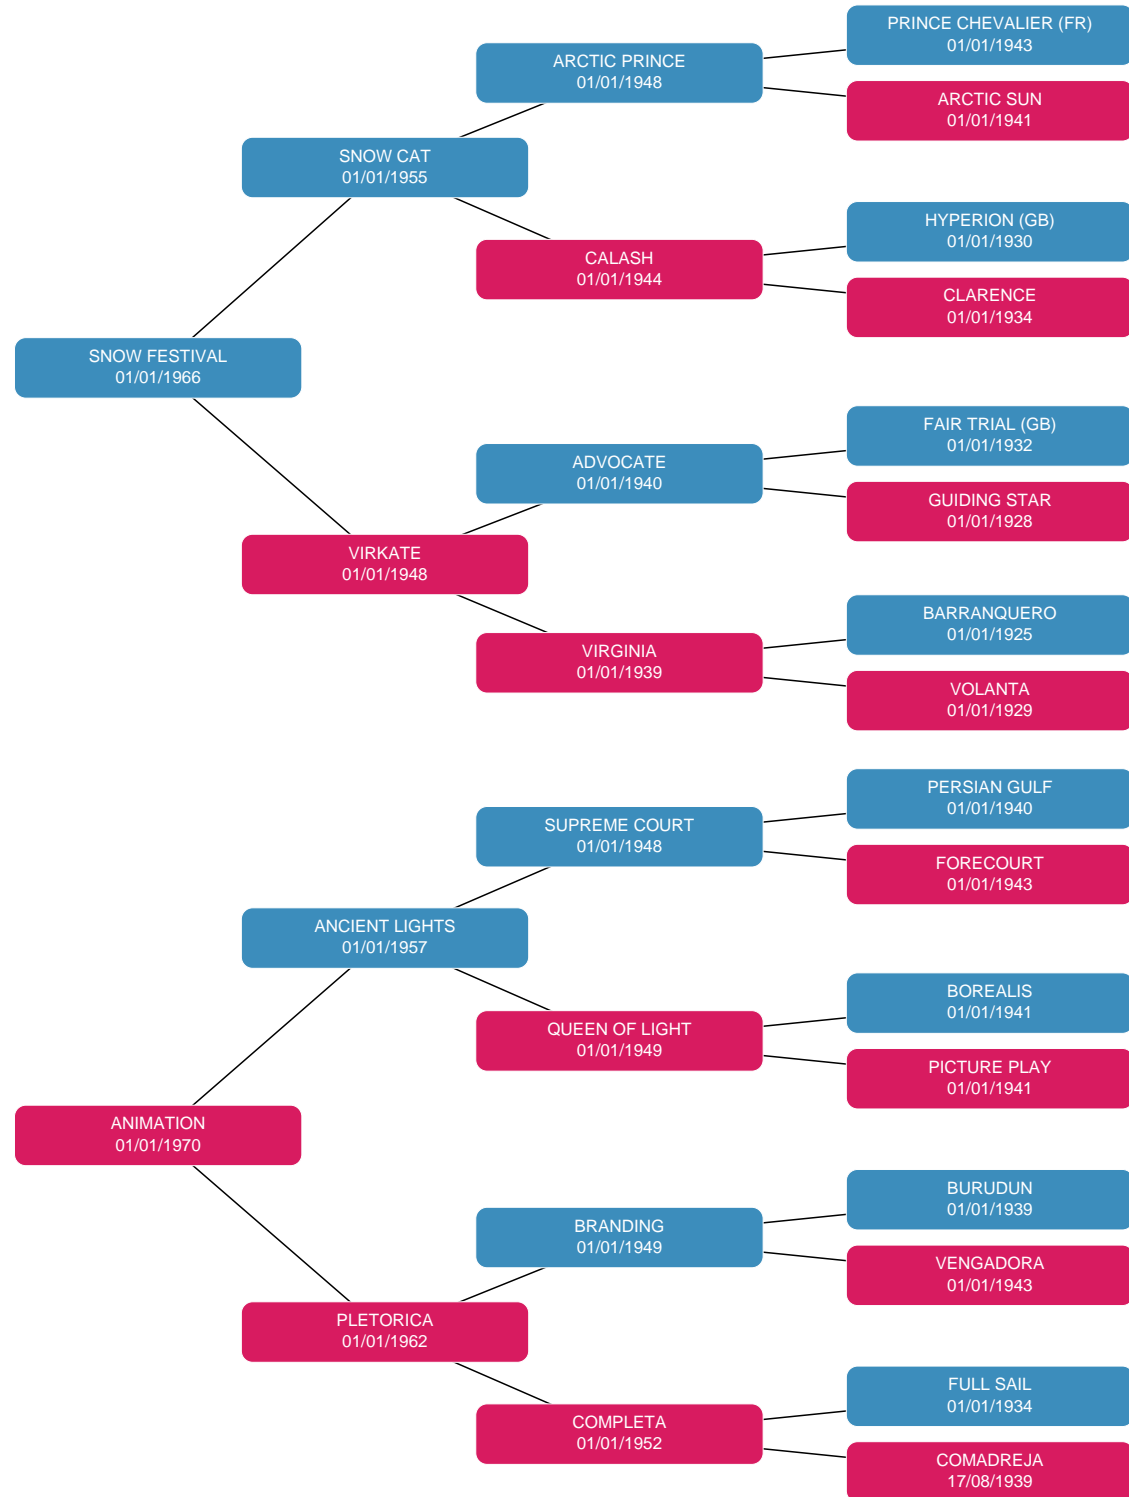 PRINCE CHEVALIER (FR)
01/01/1943
ARCTIC PRINCE
01/01/1948
ARCTIC SUN
01/01/1941
SNOW CAT
01/01/1955
HYPERION (GB)
01/01/1930
CALASH
01/01/1944
CLARENCE
01/01/1934
SNOW FESTIVAL
01/01/1966
FAIR TRIAL (GB)
01/01/1932
ADVOCATE
01/01/1940
GUIDING STAR
01/01/1928
VIRKATE
01/01/1948
BARRANQUERO
01/01/1925
VIRGINIA
01/01/1939
VOLANTA
01/01/1929
PERSIAN GULF
01/01/1940
SUPREME COURT
01/01/1948
FORECOURT
01/01/1943
ANCIENT LIGHTS
01/01/1957
BOREALIS
01/01/1941
QUEEN OF LIGHT
01/01/1949
PICTURE PLAY
01/01/1941
ANIMATION
01/01/1970
BURUDUN
01/01/1939
BRANDING
01/01/1949
VENGADORA
01/01/1943
PLETORICA
01/01/1962
FULL SAIL
01/01/1934
COMPLETA
01/01/1952
COMADREJA
17/08/1939